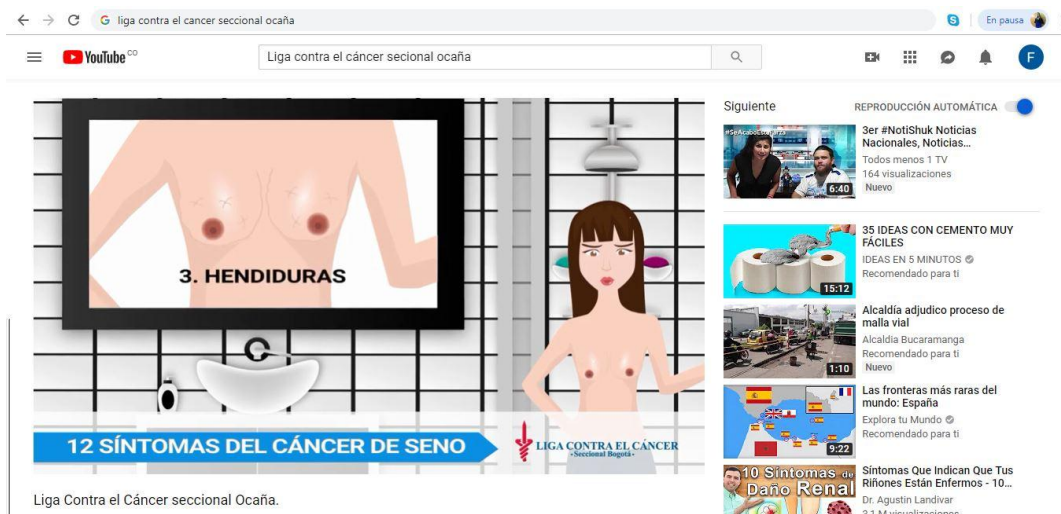 liga contra el cancer seccional ocaña
En pausa
YouTube CO
Liga contra el cáncer secional ocaña
F
3. HENDIDURAS
12 SÍNTOMAS DEL CÁNCER DE SENO
LIGA CONTRA EL CÁNCER
·Seccional Bogotá·
Liga Contra el Cáncer seccional Ocaña.
Siguiente
REPRODUCCIÓN AUTOMÁTICA
6:40
3er #NotiShuk Noticias
Nacionales, Noticias...
Todos menos 1 TV
164 visualizaciones
Nuevo
15:12
35 IDEAS CON CEMENTO MUY
FÁCILES
IDEAS EN 5 MINUTOS
Recomendado para ti
1:10
Alcaldía adjudico proceso de
malla vial
Alcaldía Bucaramanga
Recomendado para ti
Nuevo
9:22
Las fronteras más raras del
mundo: España
Explora tu Mundo
Recomendado para ti
10 Síntomas de
Daño Renal
Síntomas Que Indican Que Tus
Riñones Están Enfermos - 10...
Dr. Agustin Landivar
3.1 M visualizaciones